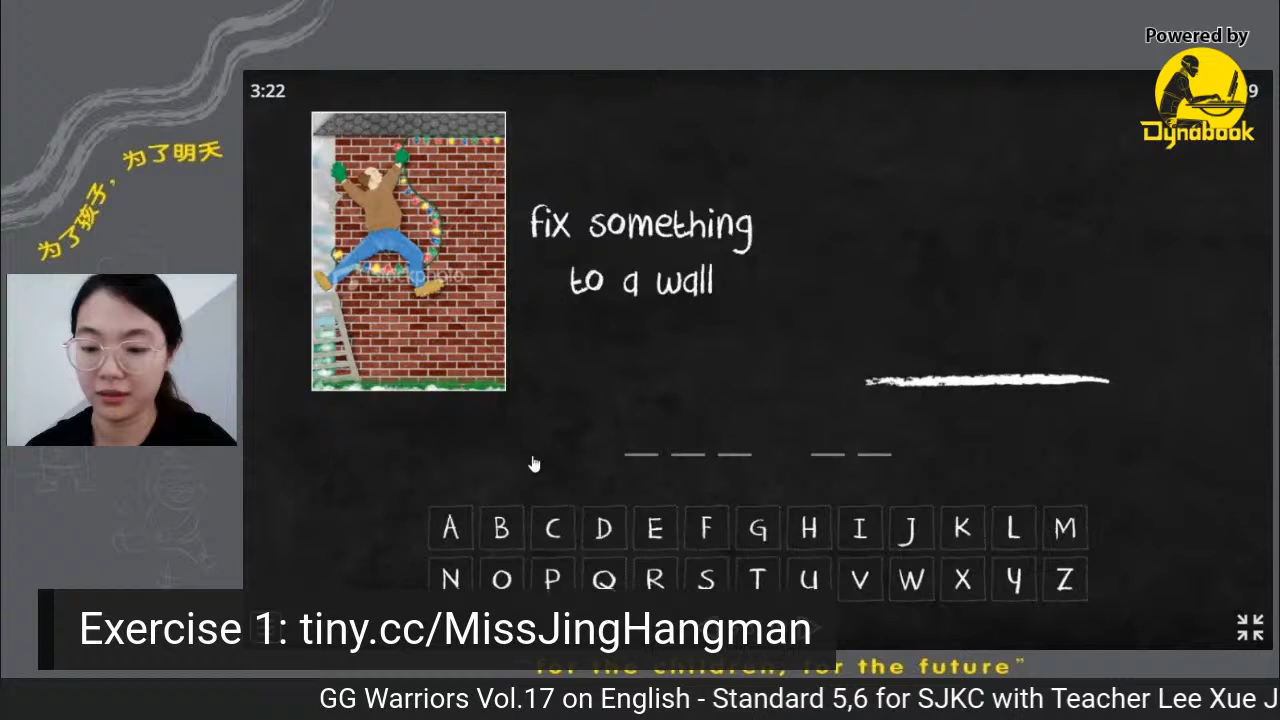 Powered by
Dynabook
3:22
9
为了孩子，为了明天
iStockphoto
fix something
to a wall
A B C D E F G H I J K L M
N O P Q R S T U V W X Y Z
Exercise 1: tiny.cc/MissJingHangman
"for the children, for the future"
GG Warriors Vol.17 on English - Standard 5,6 for SJKC with Teacher Lee Xue J